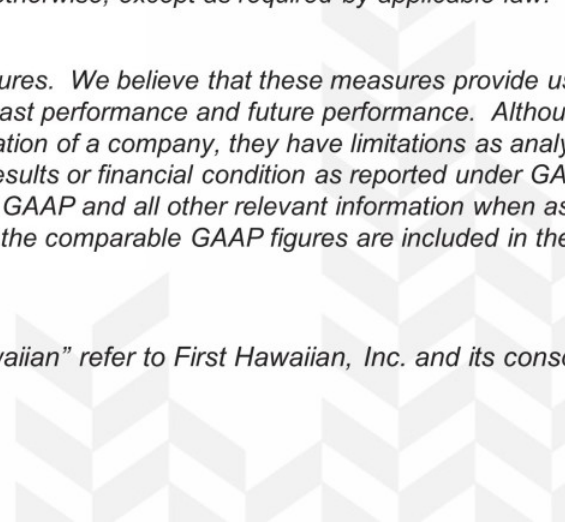 otherwise, except as required by applicable law.
ures. We believe that these measures provide us
ast performance and future performance. Althou
ation of a company, they have limitations as analy
esults or financial condition as reported under GA
GAAP and all other relevant information when as
the comparable GAAP figures are included in the
vaiian” refer to First Hawaiian, Inc. and its conso